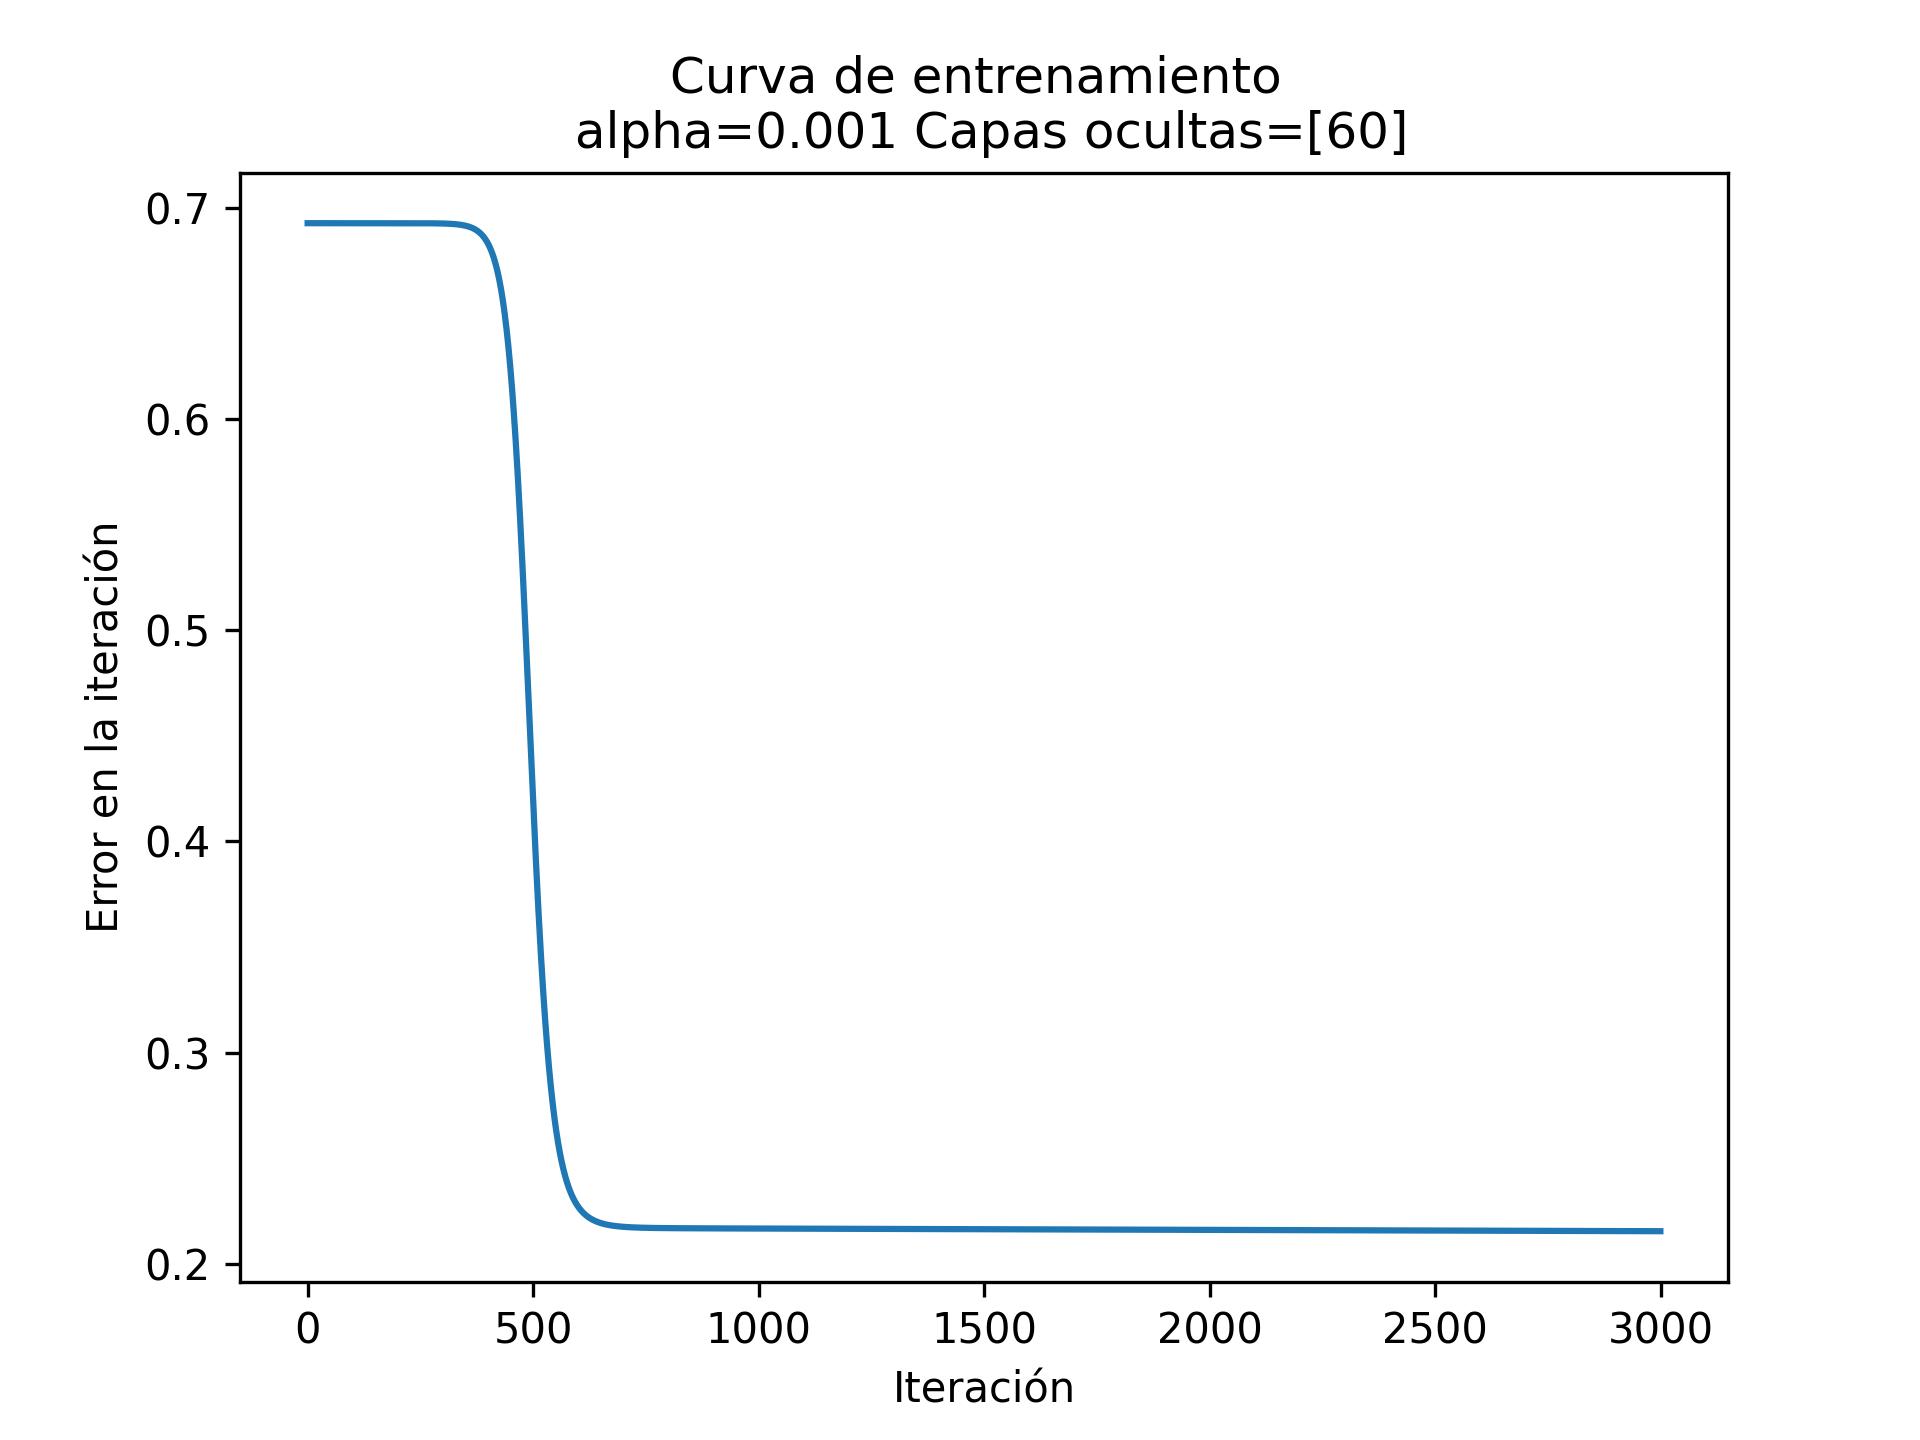 Curva de entrenamiento
alpha=0.001 Capas ocultas=[60]
0.7
0.6
0.5
0.4
0.3
0.2
Error en la iteración
0 500 1000 1500 2000 2500 3000
Iteración